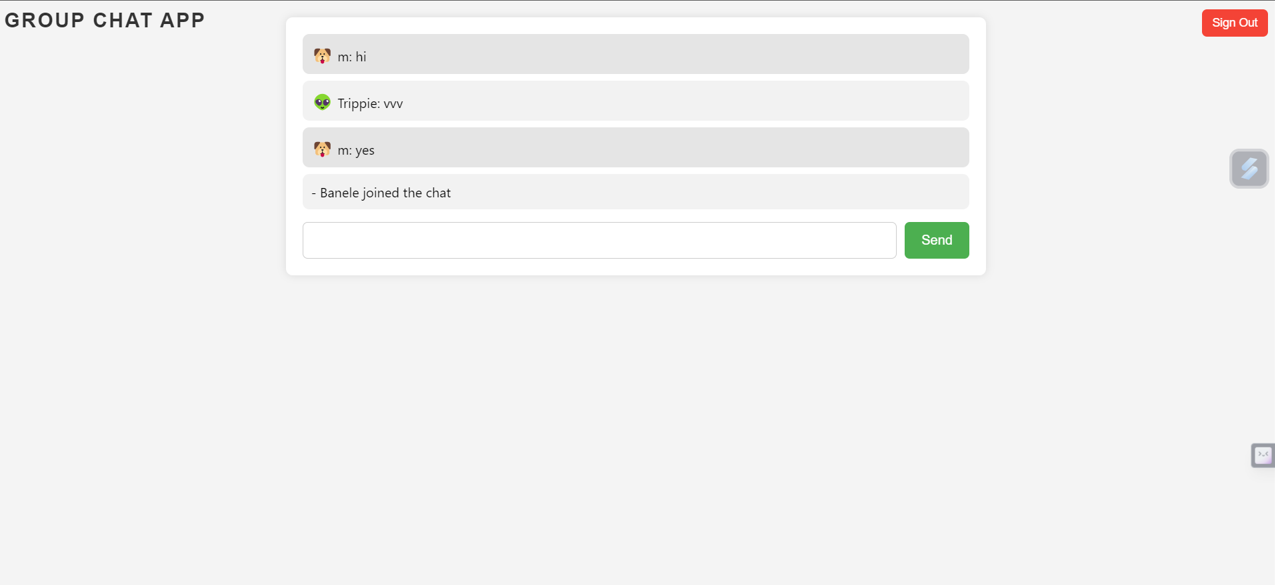 GROUP CHAT APP
Sign Out
m: hi
Trippie: vvv
m: yes
- Banele joined the chat
Send